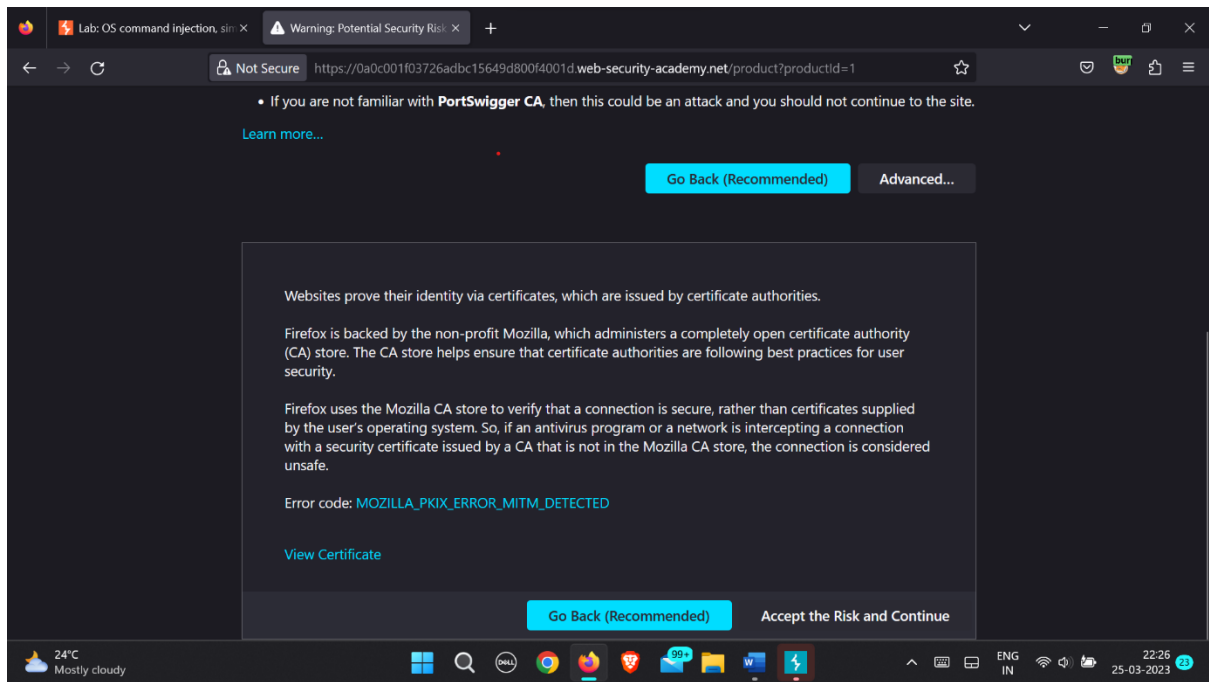 Lab: OS command injection, sim
Warning: Potential Security Risk
Not Secure https://0a0c001f03726adbc15649d800f4001d.web-security-academy.net/product?productId=1
bur
• If you are not familiar with PortSwigger CA, then this could be an attack and you should not continue to the site.
Learn more...
Go Back (Recommended) Advanced...
Websites prove their identity via certificates, which are issued by certificate authorities.
Firefox is backed by the non-profit Mozilla, which administers a completely open certificate authority
(CA) store. The CA store helps ensure that certificate authorities are following best practices for user
security.
Firefox uses the Mozilla CA store to verify that a connection is secure, rather than certificates supplied
by the user's operating system. So, if an antivirus program or a network is intercepting a connection
with a security certificate issued by a CA that is not in the Mozilla CA store, the connection is considered
unsafe.
Error code: MOZILLA_PKIX_ERROR_MITM_DETECTED
View Certificate
Go Back (Recommended) Accept the Risk and Continue
24°C
Mostly cloudy
DELL
99+
W
ENG
IN
22:26
25-03-2023
23